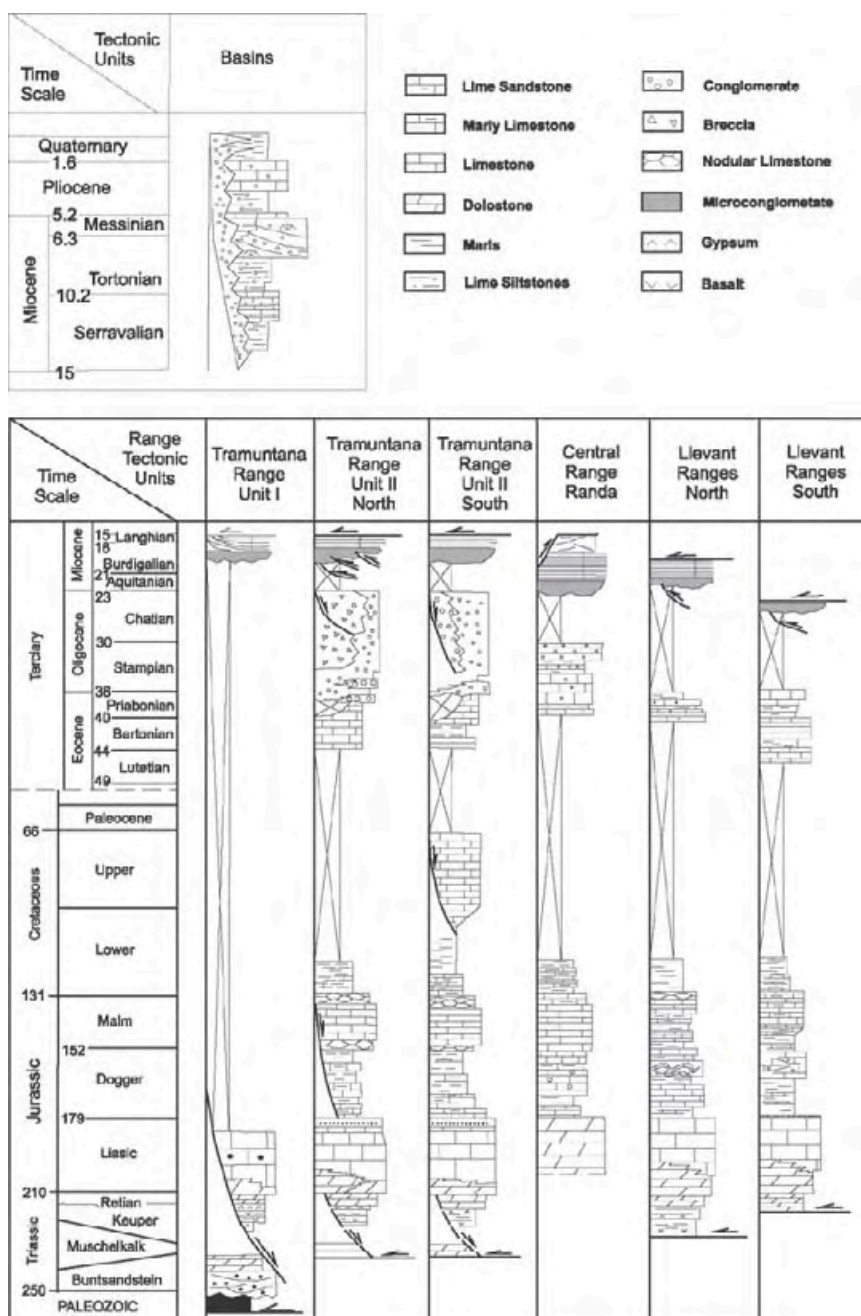 Tectonic
Units
Basins
Time
Scale
Quaternary
1.6
Pliocene
5.2
Messinian
6.3
Miocene
Tortonian
10.2
Serravalian
15
Lime Sandstone
Marly Limestone
Limestone
Dolostone
Marls
Lime Siltstones
Conglomerate
Breccia
Nodular Limestone
Microconglometate
Gypsum
Basalt
Range
Tectonic
Units
Time
Scale
Tramuntana
Range
Unit I
Tramuntana
Range
Unit II
North
Tramuntana
Range
Unit II
South
Central
Range
Randa
Llevant
Ranges
North
Llevant
Ranges
South
Terciary
Miocene
15
Langhian
16
Burdigalian
21
Aquitanian
23
Oligocene
Chatian
30
Stampian
38
Eocene
Priabonian
40
Bartonian
44
Lutetian
49
Paleocene
66
Cretaceous
Upper
Lower
131
Jurassic
Malm
152
Dogger
179
Liasic
210
Triassic
Retian
Keuper
Muschelkalk
Buntsandstein
250
PALEOZOIC